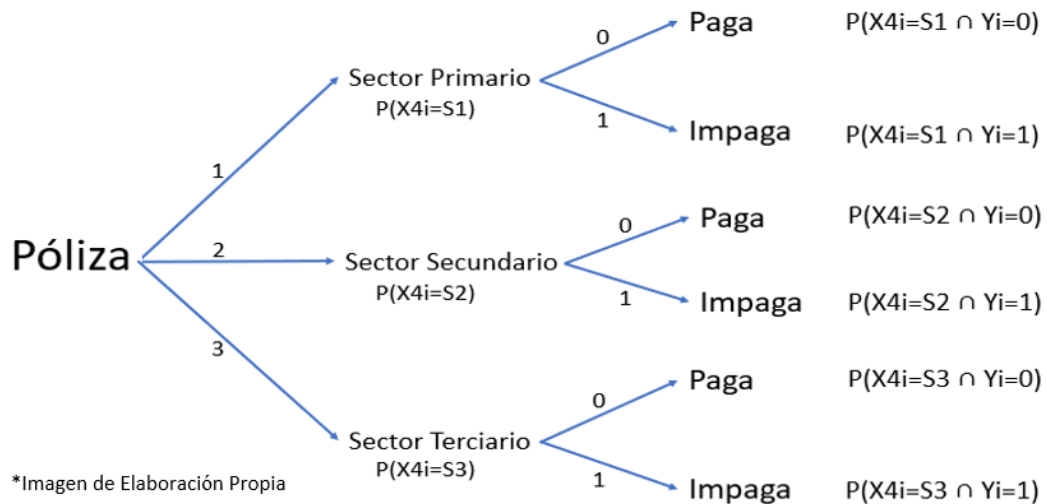 0
Paga
P(X4i=S1 ∩ Yi=0)
Sector Primario
P(X4i=S1)
1
Impaga
P(X4i=S1 ∩ Yi=1)
1
Póliza
2
Sector Secundario
P(X4i=S2)
0
Paga
P(X4i=S2 ∩ Yi=0)
1
Impaga
P(X4i=S2 ∩ Yi=1)
3
Sector Terciario
P(X4i=S3)
0
Paga
P(X4i=S3 ∩ Yi=0)
1
Impaga
P(X4i=S3 ∩ Yi=1)
*Imagen de Elaboración Propia